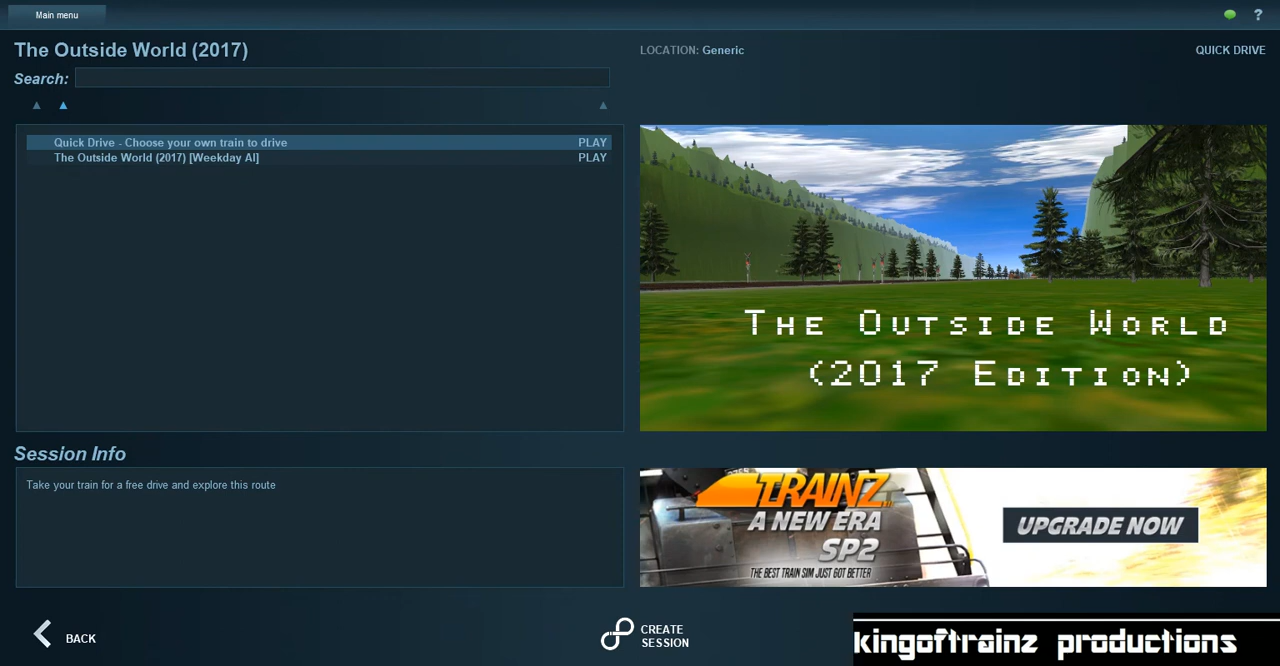 Main menu
?
The Outside World (2017)
LOCATION: Generic
QUICK DRIVE
Search:
Quick Drive - Choose your own train to drive PLAY
The Outside World (2017) [Weekday AI] PLAY
The Outside World
(2017 Edition)
Session Info
Take your train for a free drive and explore this route
TRAINZ
A NEW ERA
SP2
THE BEST TRAIN SIM JUST GOT BETTER
UPGRADE NOW
BACK
CREATE
SESSION
kingoftrainz productions